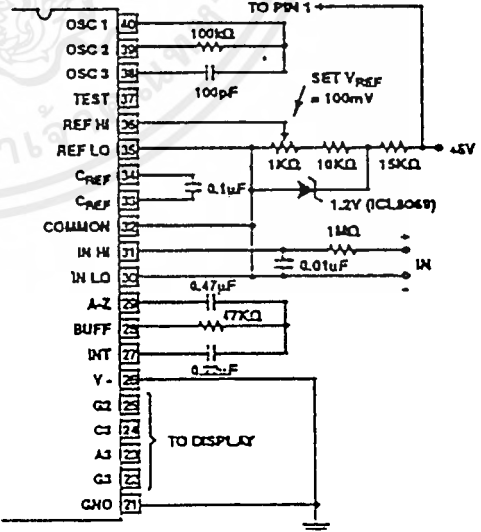 TO PIN 1
OSC 1 40
100kΩ
OSC 2 39
OSC 3 38
100pF
TEST 37
SET VREF
= 100mV
REF HI 36
REF LO 35
1KΩ 10KΩ 15KΩ +5V
CREF 34
0.1µF
1.2V (ICL8069)
CREF 33
COMMON 32
1MΩ
IN HI 31
+
0.01µF
IN
IN LO 30
-
0.47µF
A-Z 29
47KΩ
BUFF 28
INT 27
V - 26
G2 25
C3 24
A3 23
TO DISPLAY
G3 22
GND 21